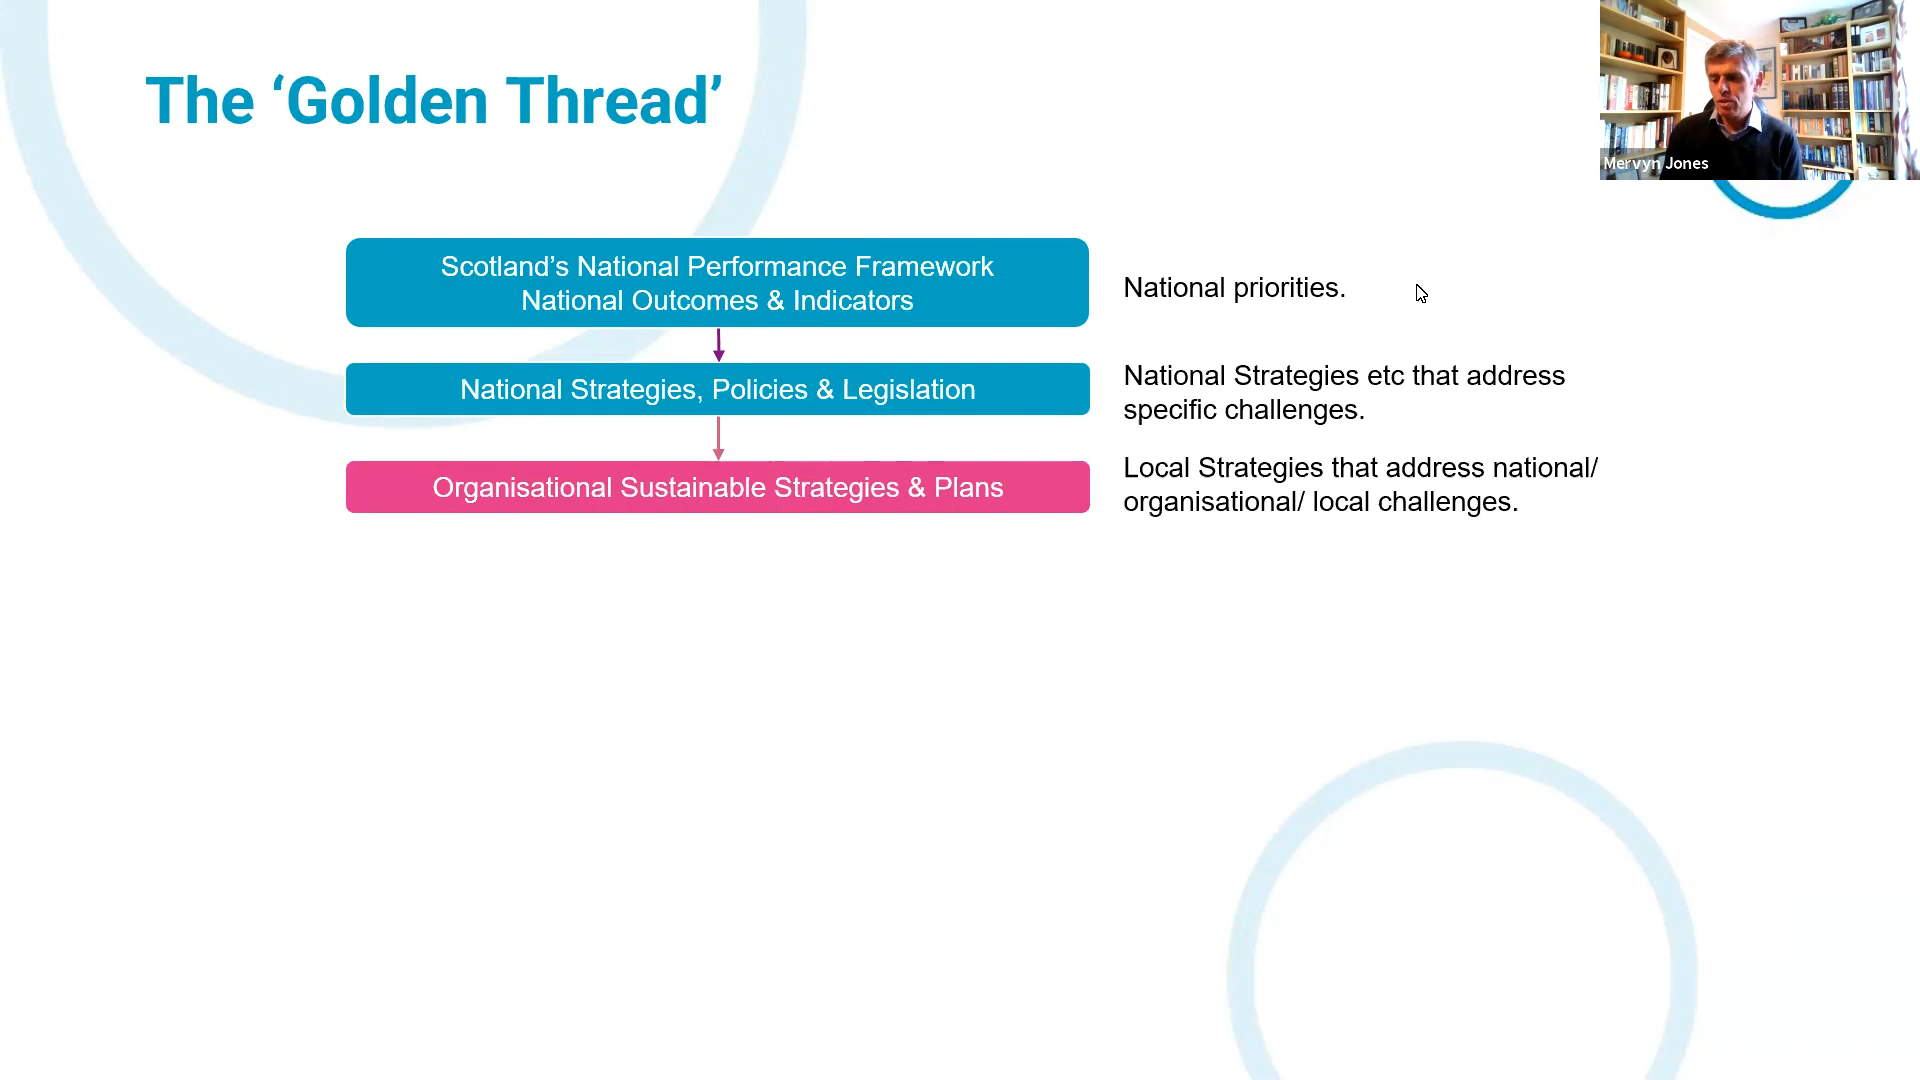 The ‘Golden Thread’
Mervyn Jones
Scotland’s National Performance Framework
National Outcomes & Indicators
National priorities.
National Strategies, Policies & Legislation
National Strategies etc that address
specific challenges.
Organisational Sustainable Strategies & Plans
Local Strategies that address national/
organisational/ local challenges.